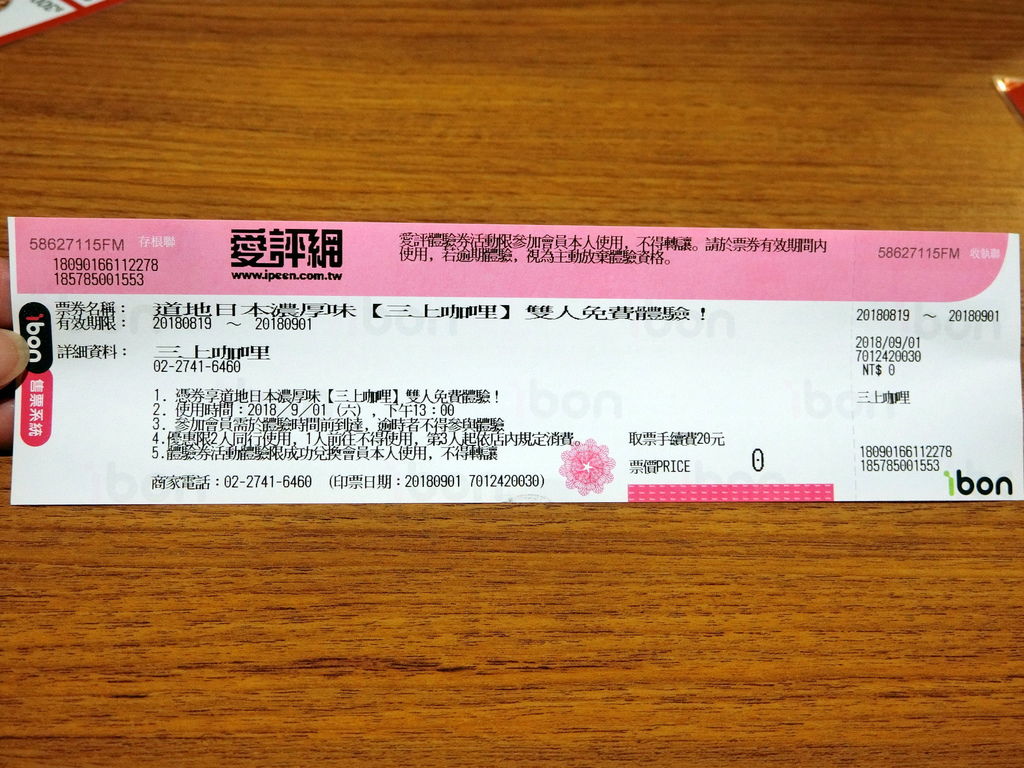 58627115FM 存根聯
18090166112278
185785001553
愛評網
www.ipeen.com.tw
愛評體驗券活動限參加會員本人使用，不得轉讓。請於票券有效期間內
使用，若逾期體驗，視為主動放棄體驗資格。
58627115FM 收執聯
ibon
售票系統
票券名稱： 道地日本濃厚味【三上咖哩】雙人免費體驗！
有效期限： 20180819 ～ 20180901
詳細資料： 三上咖哩
02-2741-6460
1. 憑券享道地日本濃厚味【三上咖哩】雙人免費體驗！
2. 使用時間：2018／9／01（六），下午13：00
3. 參加會員需於體驗時間前到達，逾時者不得參與體驗
4.優惠限2人同行使用，1人前往不得使用，第3人起依店內規定消費。
5.體驗券活動體驗限成功兌換會員本人使用，不得轉讓
商家電話：02-2741-6460 （印票日期：20180901 7012420030）
取票手續費20元
票價PRICE 0
20180819 ～ 20180901
2018/09/01
7012420030
NT$ 0
三上咖哩
18090166112278
185785001553
ibon